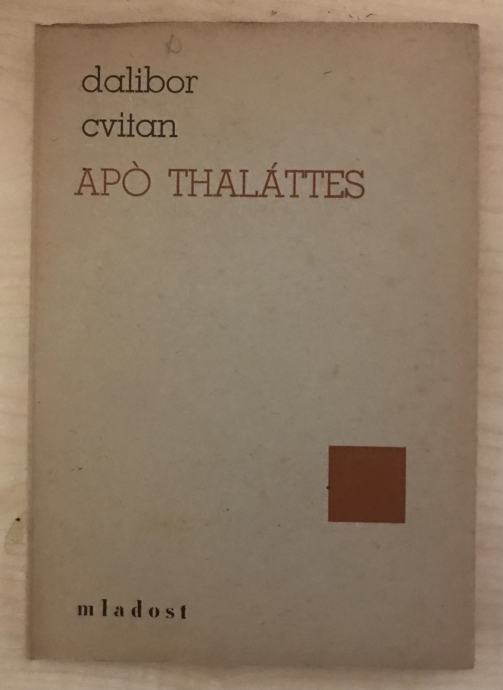 dalibor
cvitan
APÒ THALÁTTES
mladost